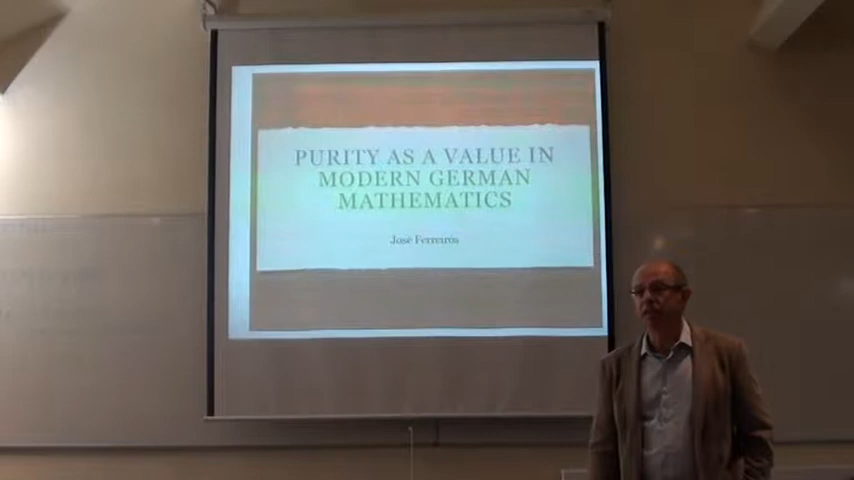 PURITY AS A VALUE IN
MODERN GERMAN
MATHEMATICS
José Ferreirós